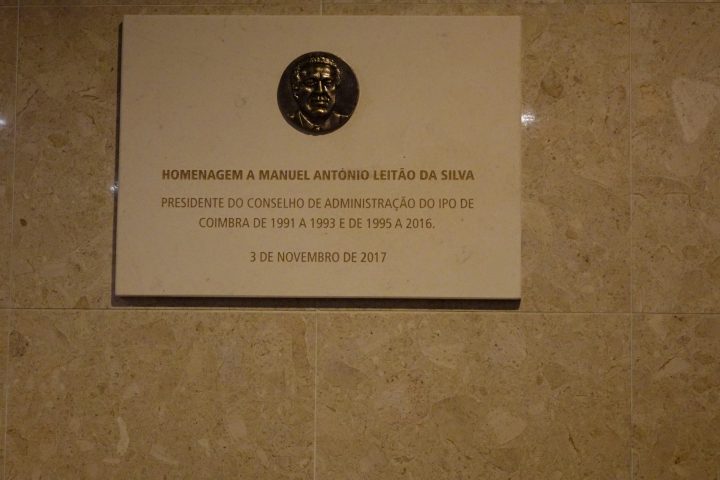 HOMENAGEM A MANUEL ANTÓNIO LEITÃO DA SILVA
PRESIDENTE DO CONSELHO DE ADMINISTRAÇÃO DO IPO DE
COIMBRA DE 1991 A 1993 E DE 1995 A 2016.
3 DE NOVEMBRO DE 2017